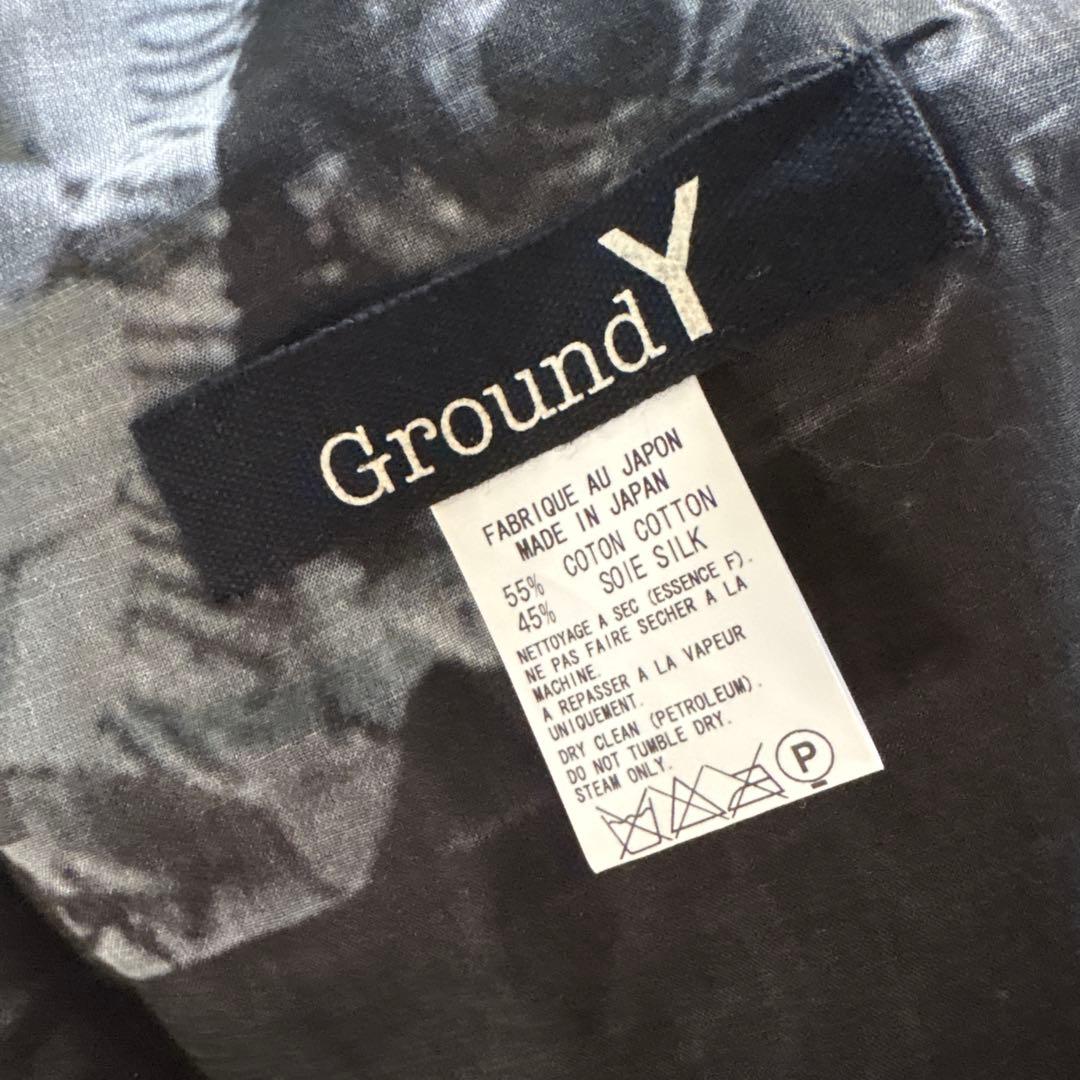 GroundY
FABRIQUE AU JAPON
MADE IN JAPAN
55% COTON COTTON
45% SOIE SILK
NETTOYAGE A SEC (ESSENCE F).
NE PAS FAIRE SECHER A LA
MACHINE.
A REPASSER A LA VAPEUR
UNIQUEMENT.
DRY CLEAN (PETROLEUM).
DO NOT TUMBLE DRY.
STEAM ONLY.
P